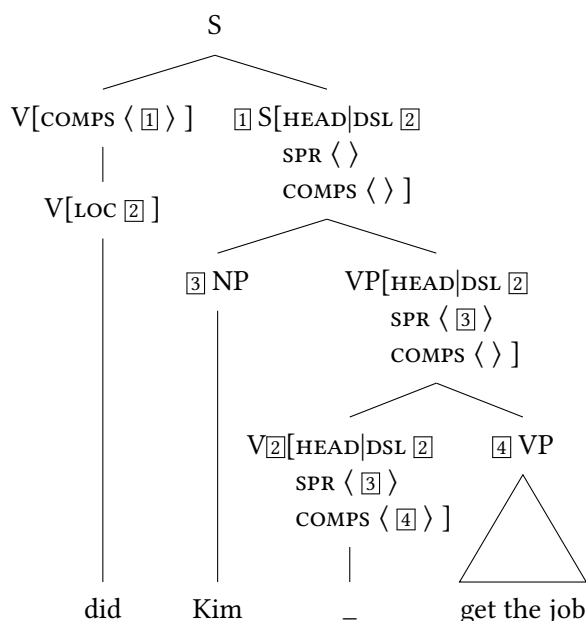 S
V[COMPS ⟨ 1 ⟩ ] 1 S[HEAD|DSL 2
SPR ⟨ ⟩
V[LOC 2 ] COMPS ⟨ ⟩ ]
3 NP VP[HEAD|DSL 2
SPR ⟨ 3 ⟩
COMPS ⟨ ⟩ ]
V2[HEAD|DSL 2 4 VP
SPR ⟨ 3 ⟩
COMPS ⟨ 4 ⟩ ]
did Kim _ get the job